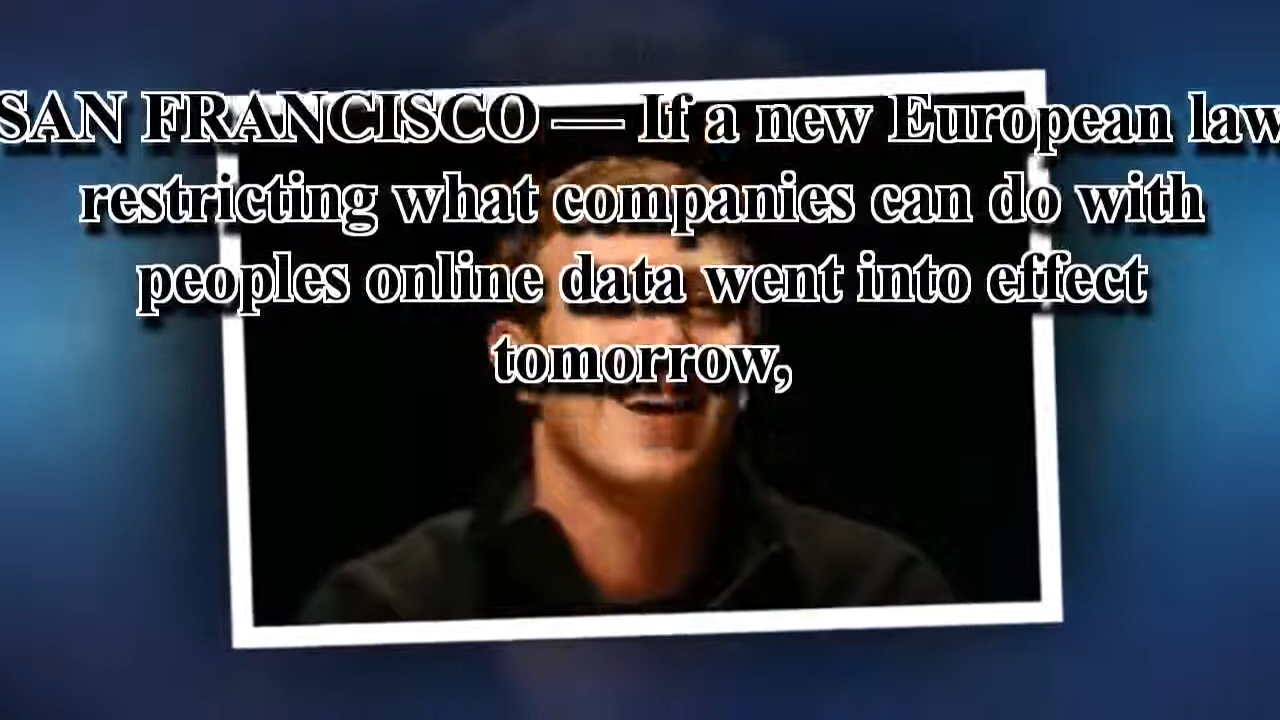 SAN FRANCISCO — If a new European law
restricting what companies can do with
peoples online data went into effect
tomorrow,